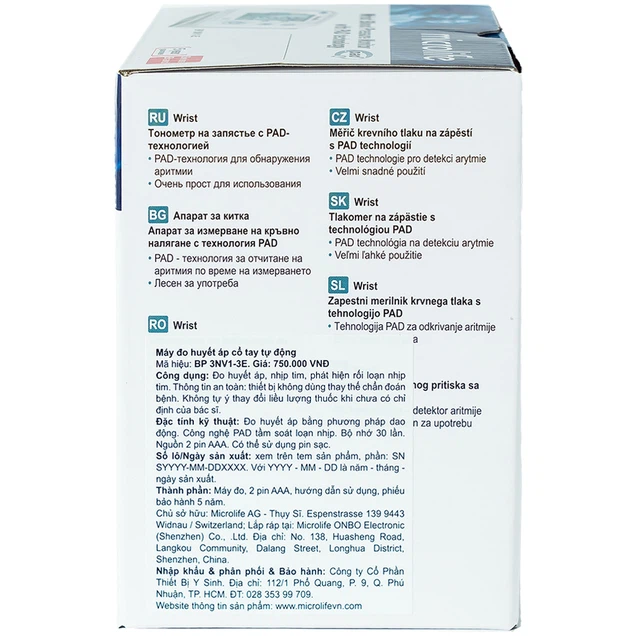 microlife
RU Wrist
Тонометр на запястье с PAD-
технологией
• PAD-технология для обнаружения
аритмии
• Очень прост для использования
BG Апарат за китка
Апарат за измерване на кръвно
налягане с технология PAD
• PAD - технология за отчитане на
аритмия по време на измерването
• Лесен за употреба
RO Wrist
CZ Wrist
Měřič krevního tlaku na zápěstí
s PAD technologií
• PAD technologie pro detekci arytmie
• Velmi snadné použití
SK Wrist
Tlakomer na zápästie s
technológiou PAD
• PAD technológia na detekciu arytmie
• Veľmi ľahké použitie
SL Wrist
Zapestni merilnik krvnega tlaka s
tehnologijo PAD
• Tehnologija PAD za odkrivanje aritmije
a
nog pritiska sa
detektor aritmije
n za upotrebu
Máy đo huyết áp cổ tay tự động
Mã hiệu: BP 3NV1-3E. Giá: 750.000 VNĐ
Công dụng: Đo huyết áp, nhịp tim, phát hiện rối loạn nhịp
tim. Thông tin an toàn: thiết bị không dùng thay thế chẩn đoán
bệnh. Không tự ý thay đổi liều lượng thuốc khi chưa có chỉ
định của bác sĩ.
Đặc tính kỹ thuật: Đo huyết áp bằng phương pháp dao
động. Công nghệ PAD tầm soát loạn nhịp. Bộ nhớ 30 lần.
Nguồn 2 pin AAA. Có thể sử dụng pin sạc.
Số lô/Ngày sản xuất: xem trên tem sản phẩm, phần: SN
SYYYY-MM-DDXXXX. Với YYYY - MM - DD là năm - tháng -
ngày sản xuất.
Thành phần: Máy đo, 2 pin AAA, hướng dẫn sử dụng, phiếu
bảo hành 5 năm.
Chủ sở hữu: Microlife AG - Thụy Sĩ. Espenstrasse 139 9443
Widnau / Switzerland; Lắp ráp tại: Microlife ONBO Electronic
(Shenzhen) Co., .Ltd. Địa chỉ: No. 138, Huasheng Road,
Langkou Community, Dalang Street, Longhua District,
Shenzhen, China.
Nhập khẩu & phân phối & Bảo hành: Công ty Cổ Phần
Thiết Bị Y Sinh. Địa chỉ: 112/1 Phổ Quang, P. 9, Q. Phú
Nhuận, TP. HCM. ĐT: 028 353 99 709.
Website thông tin sản phẩm: www.microlifevn.com